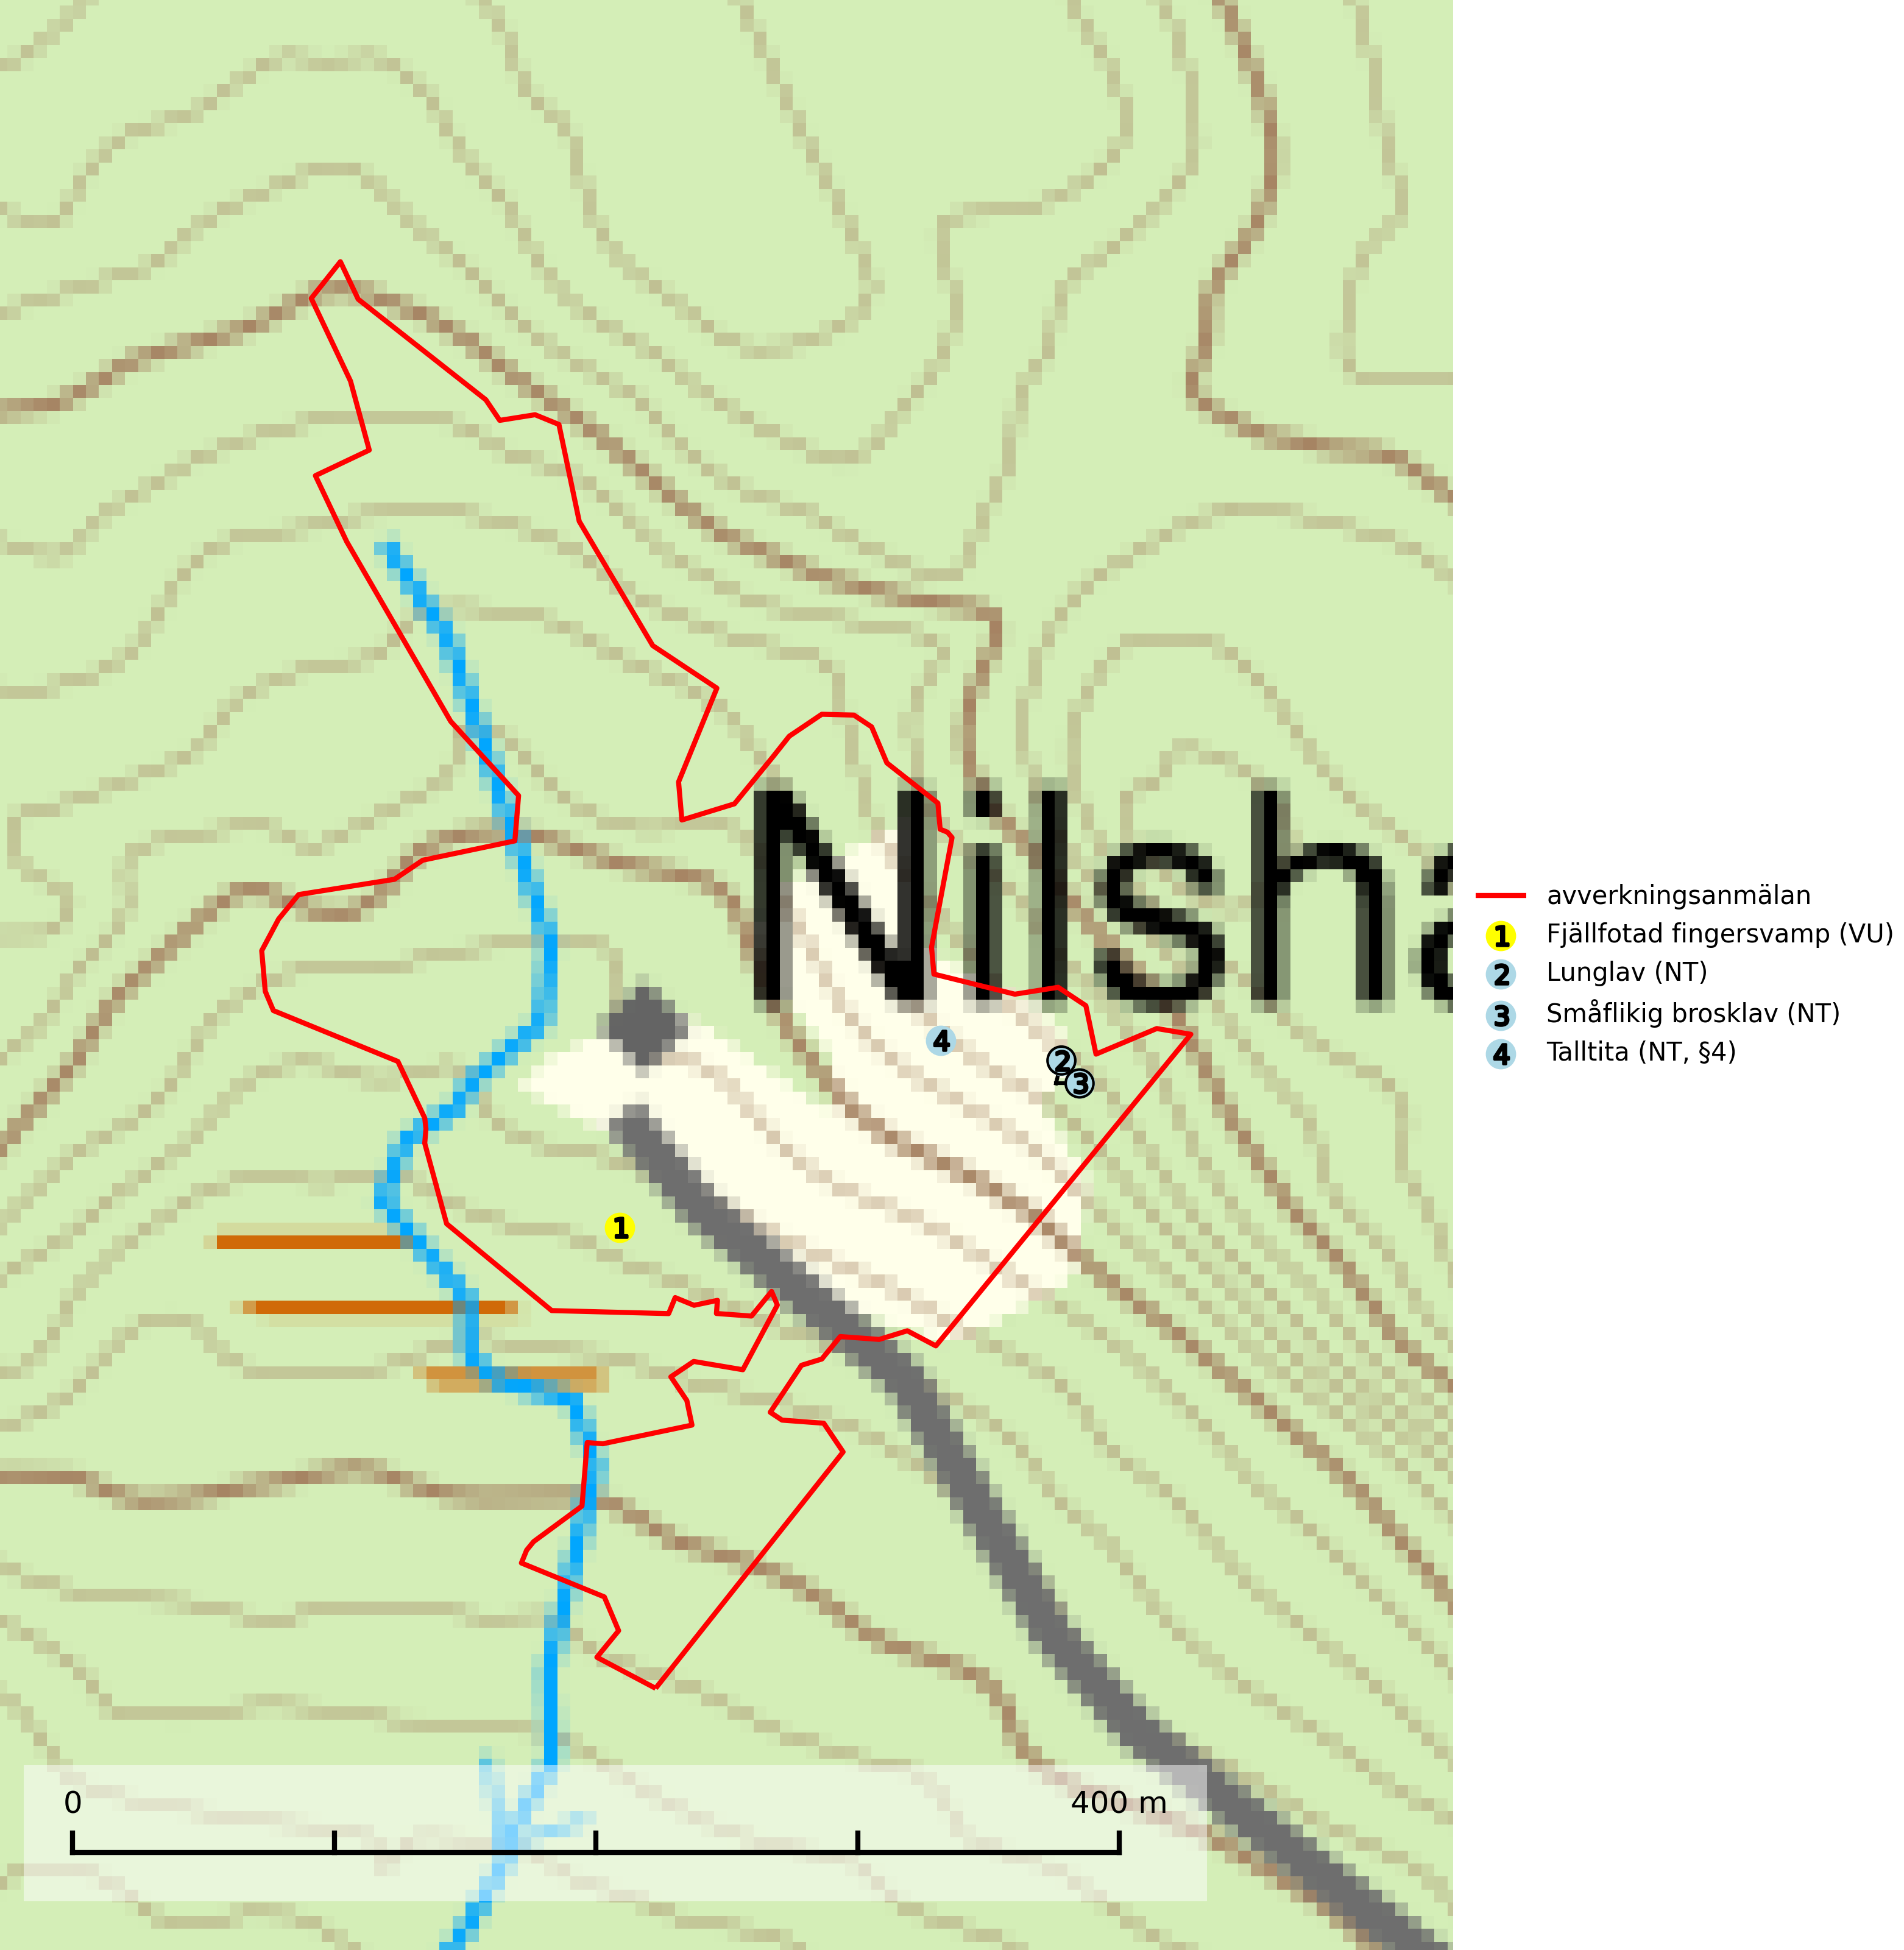 Nilsha
4
2
3
1
0 400 m
avverkningsanmälan
1 Fjällfotad fingersvamp (VU)
2 Lunglav (NT)
3 Småflikig brosklav (NT)
4 Talltita (NT, §4)